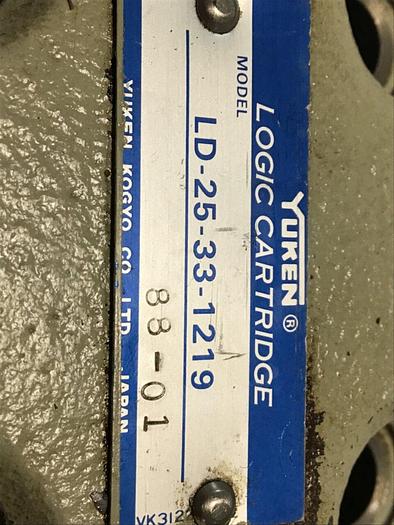 YUKEN ®
LOGIC CARTRIDGE
MODEL
LD-25-33-1219
88-01
YUKEN KOGYO CO. LTD. JAPAN